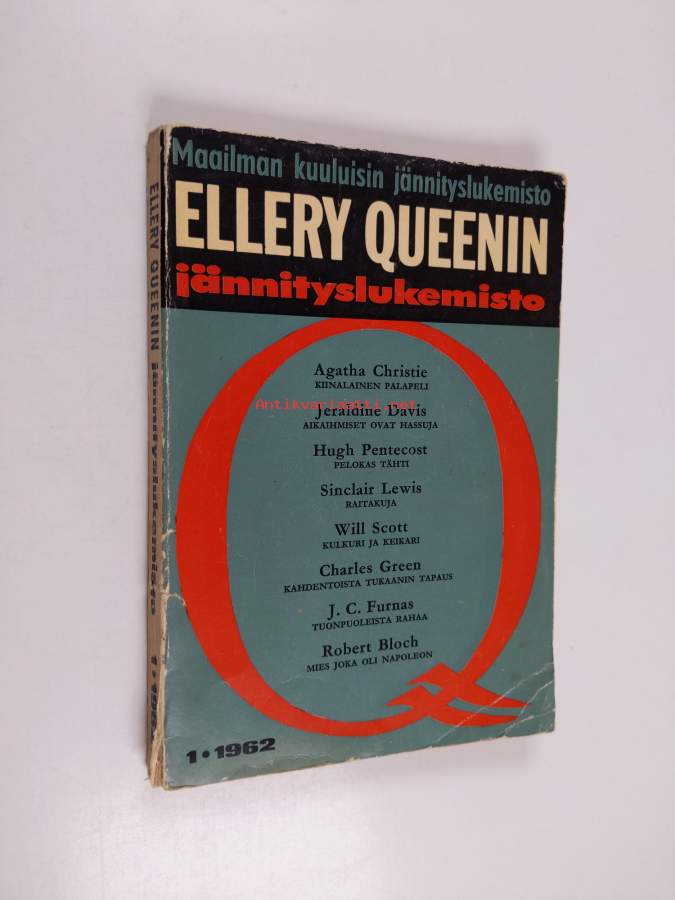 Maailman kuuluisin jännityslukemisto
ELLERY QUEENIN
jännityslukemisto
Agatha Christie
KIINALAINEN PALAPELI
Antikvariaatti.net
Jeraldine Davis
AIKAIHMISET OVAT HASSUJA
Hugh Pentecost
PELOKAS TÄHTI
Sinclair Lewis
RAITAKUJA
Will Scott
KULKURI JA KEIKARI
Charles Green
KAHDENTOISTA TUKAANIN TAPAUS
J. C. Furnas
TUONPUOLEISTA RAHAA
Robert Bloch
MIES JOKA OLI NAPOLEON
1 • 1962
ELLERY QUEENIN jännityslukemisto